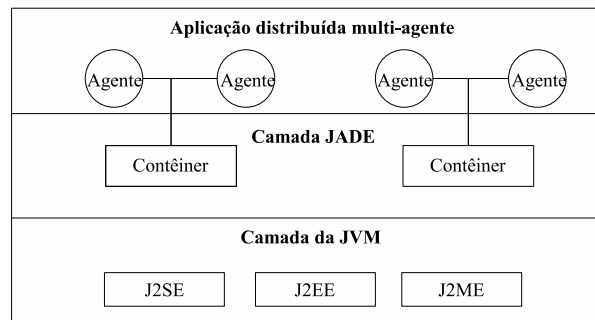 Aplicação distribuída multi-agente
Agente Agente Agente Agente
Camada JADE
Contêiner Contêiner
Camada da JVM
J2SE J2EE J2ME